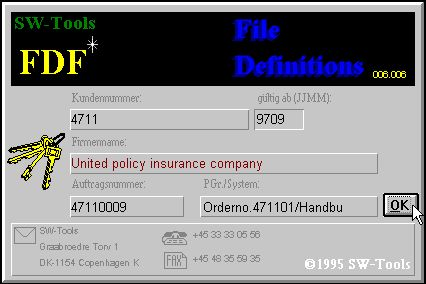 SW-Tools
FDF
File
Definitions 006.006
Kundennummer: gültig ab (JJMM):
4711 9709
Firmenname:
United policy insurance company
Auftragsnummer: PGr./System:
47110009 Orderno.471101/Handbu
OK
SW-Tools +45 33 33 05 56
Graabroedre Torv 1
DK-1154 Copenhagen K FAX +45 48 35 59 35
©1995 SW-Tools